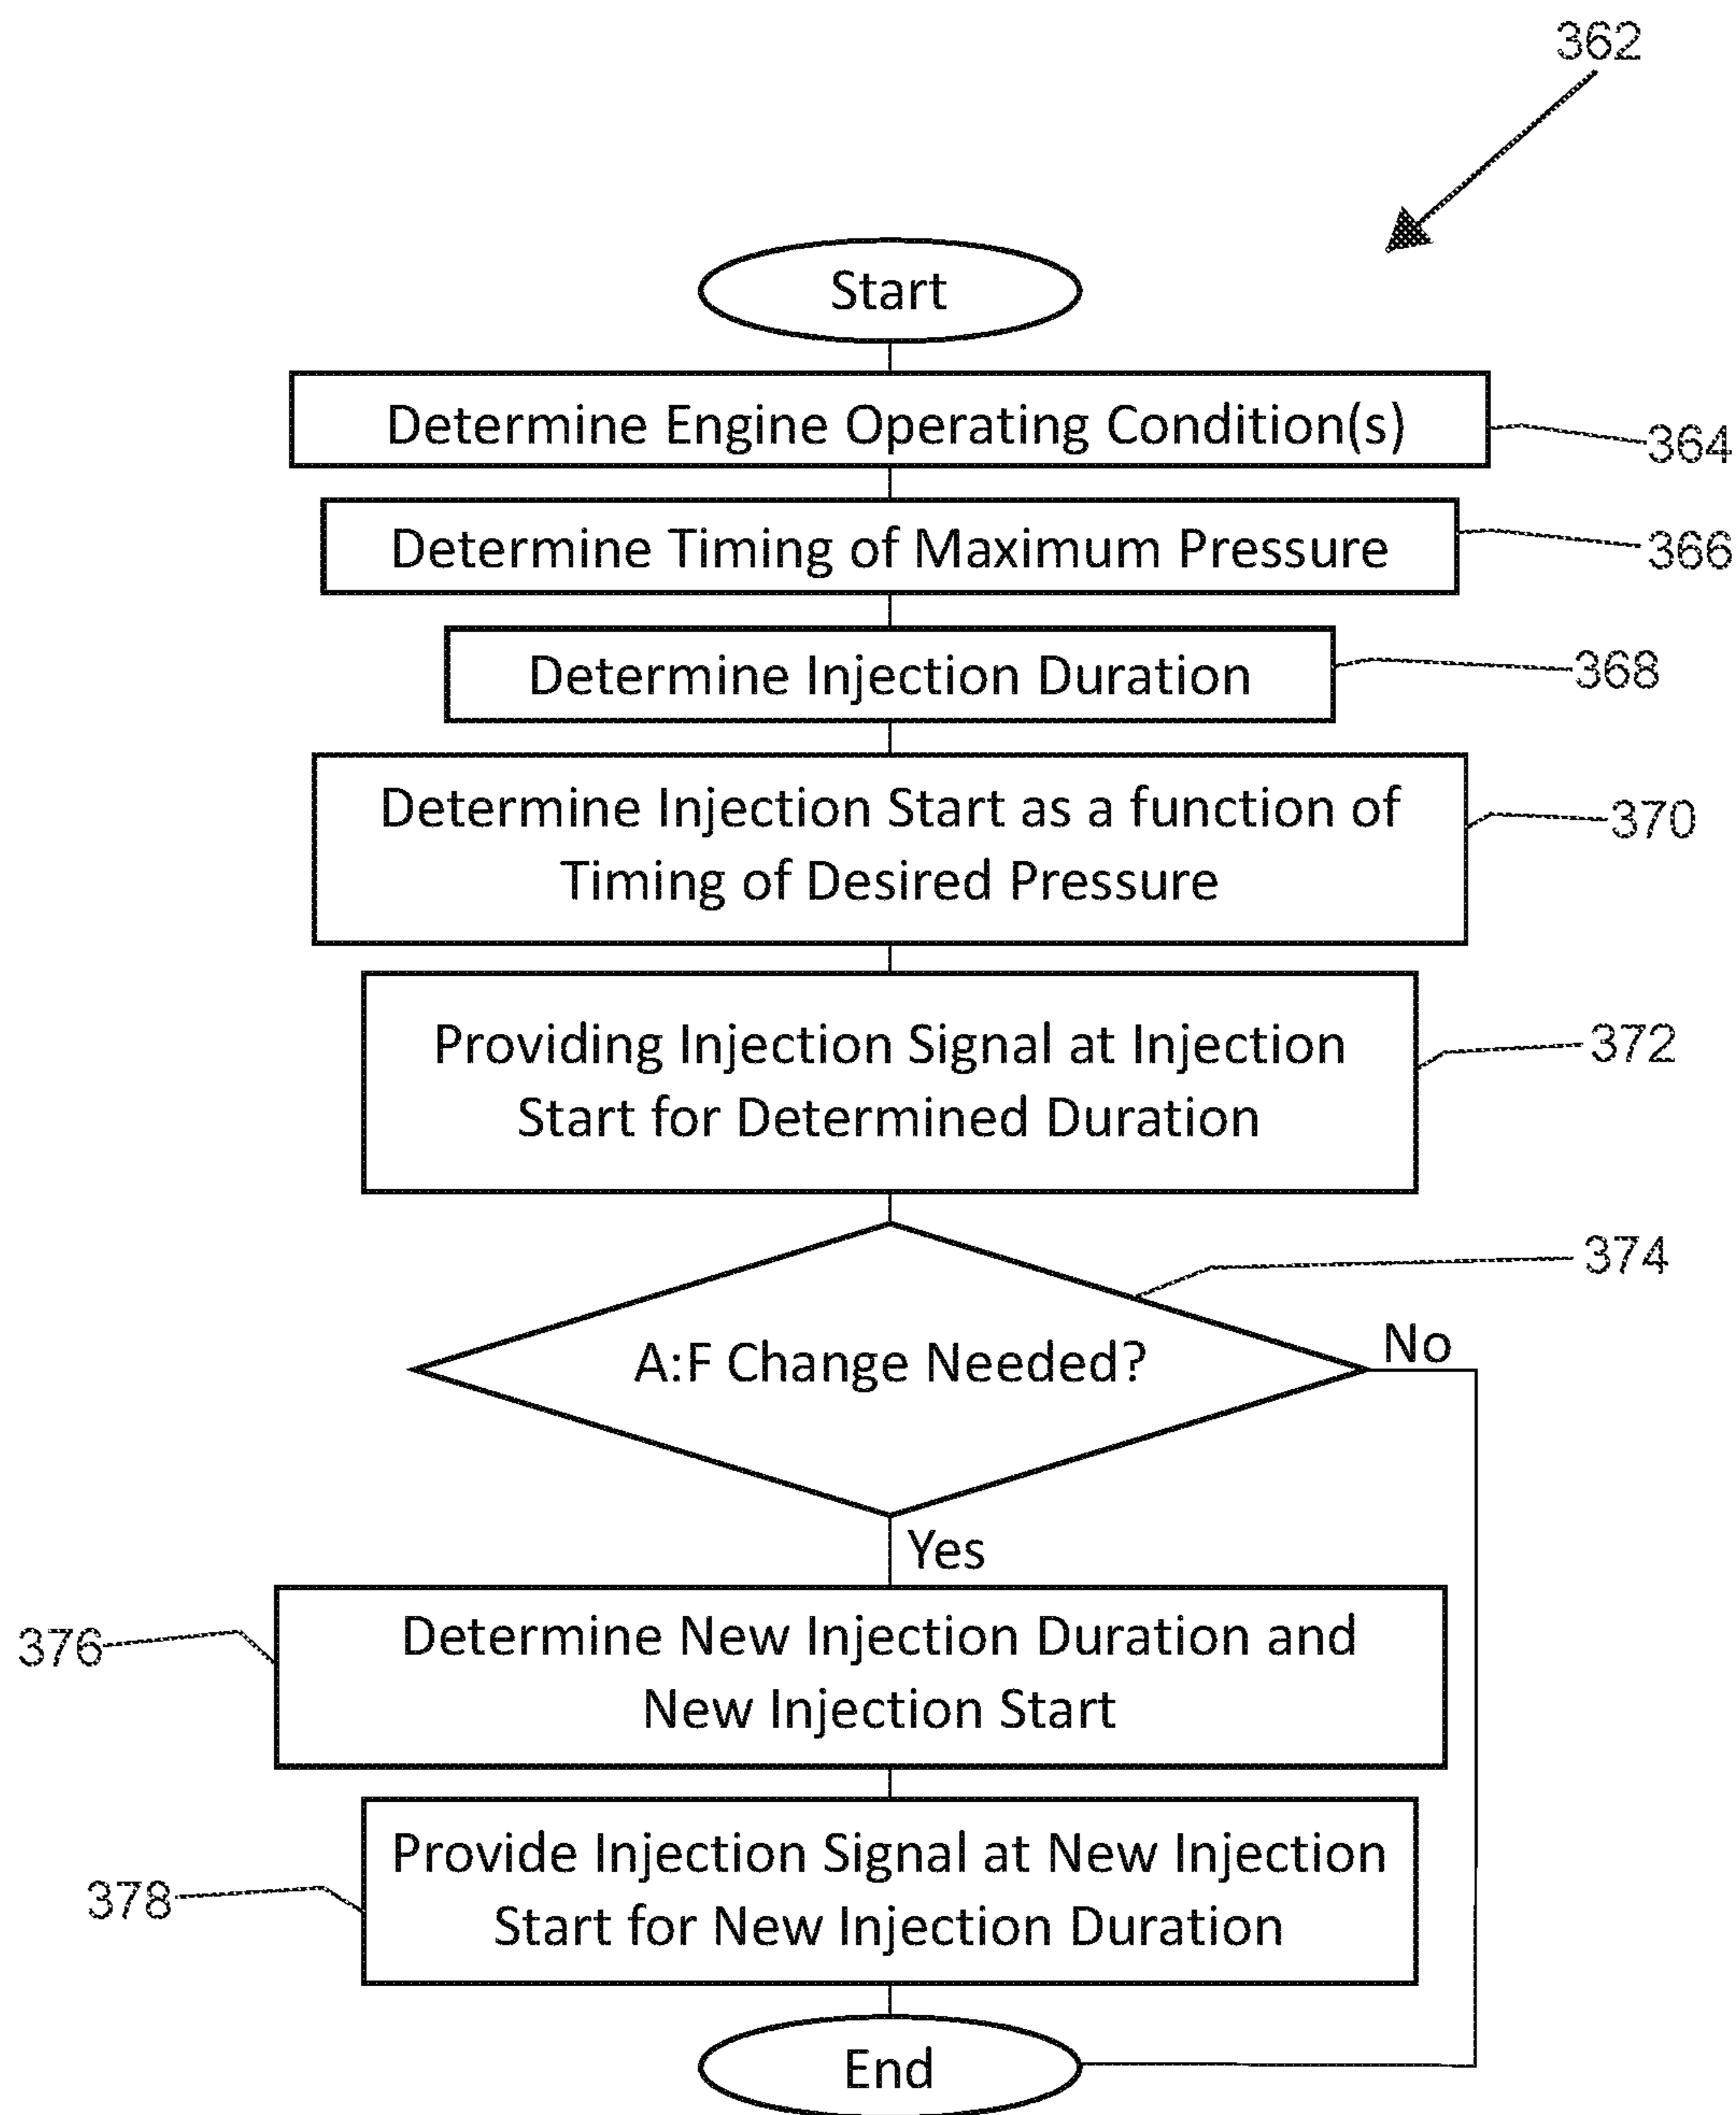 362
Start
Determine Engine Operating Condition(s)
364
Determine Timing of Maximum Pressure
366
Determine Injection Duration
368
Determine Injection Start as a function of
Timing of Desired Pressure
370
Providing Injection Signal at Injection
Start for Determined Duration
372
374
A:F Change Needed?
No
Yes
376
Determine New Injection Duration and
New Injection Start
378
Provide Injection Signal at New Injection
Start for New Injection Duration
End